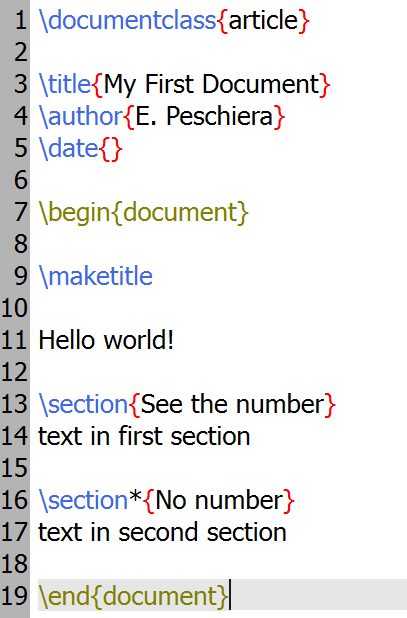 1 \documentclass{article}
2
3 \title{My First Document}
4 \author{E. Peschiera}
5 \date{}
6
7 \begin{document}
8
9 \maketitle
10
11 Hello world!
12
13 \section{See the number}
14 text in first section
15
16 \section*{No number}
17 text in second section
18
19 \end{document}